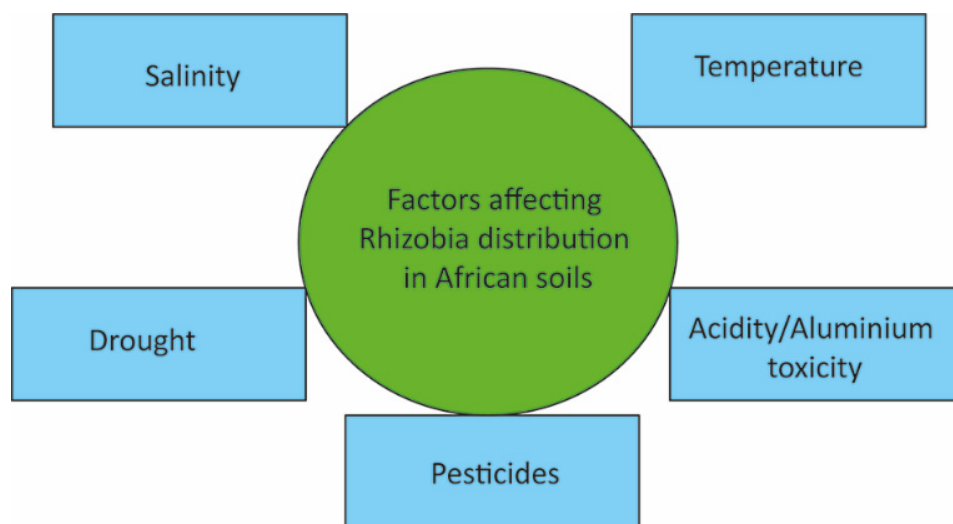 Salinity
Temperature
Factors affecting
Rhizobia distribution
in African soils
Drought
Acidity/Aluminium
toxicity
Pesticides